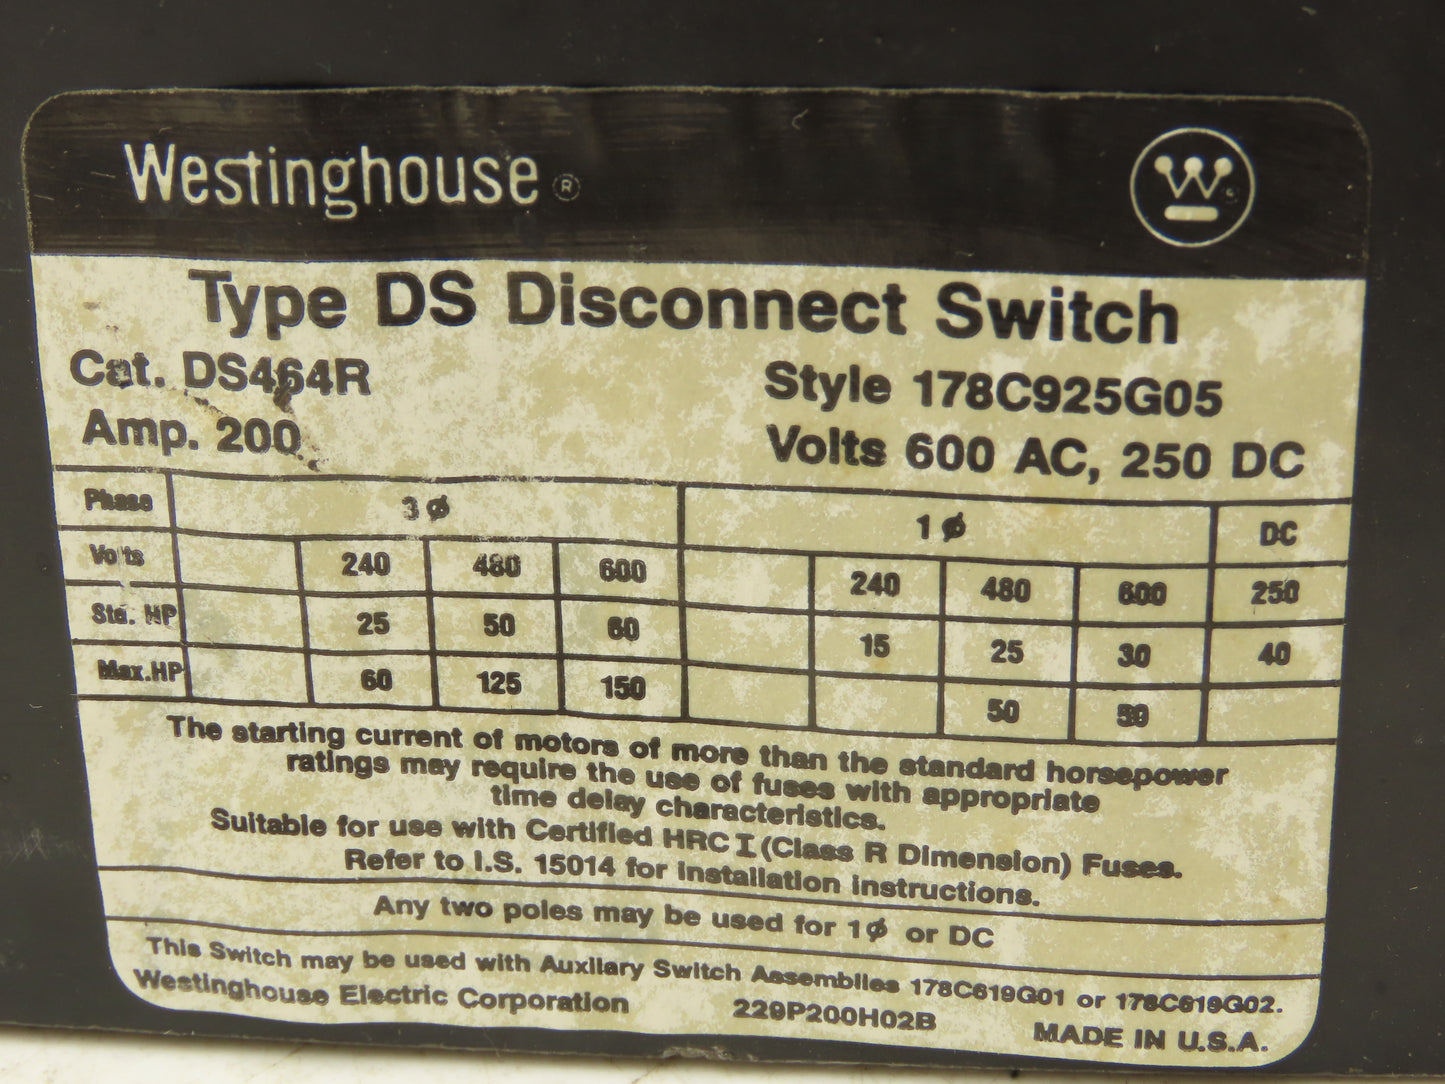 Westinghouse ®
W
Type DS Disconnect Switch
Cat. DS464R
Style 178C925G05
Amp. 200
Volts 600 AC, 250 DC
Phase 3 ø 1 ø DC
Volts 240 480 600 240 480 600 250
Std. HP 25 50 60 15 25 30 40
Max. HP 60 125 150 50 50
The starting current of motors of more than the standard horsepower
ratings may require the use of fuses with appropriate
time delay characteristics.
Suitable for use with Certified HRC I (Class R Dimension) Fuses.
Refer to I.S. 15014 for installation instructions.
Any two poles may be used for 1ø or DC
This Switch may be used with Auxilary Switch Assemblies 178C619G01 or 178C619G02.
Westinghouse Electric Corporation 229P200H02B MADE IN U.S.A.